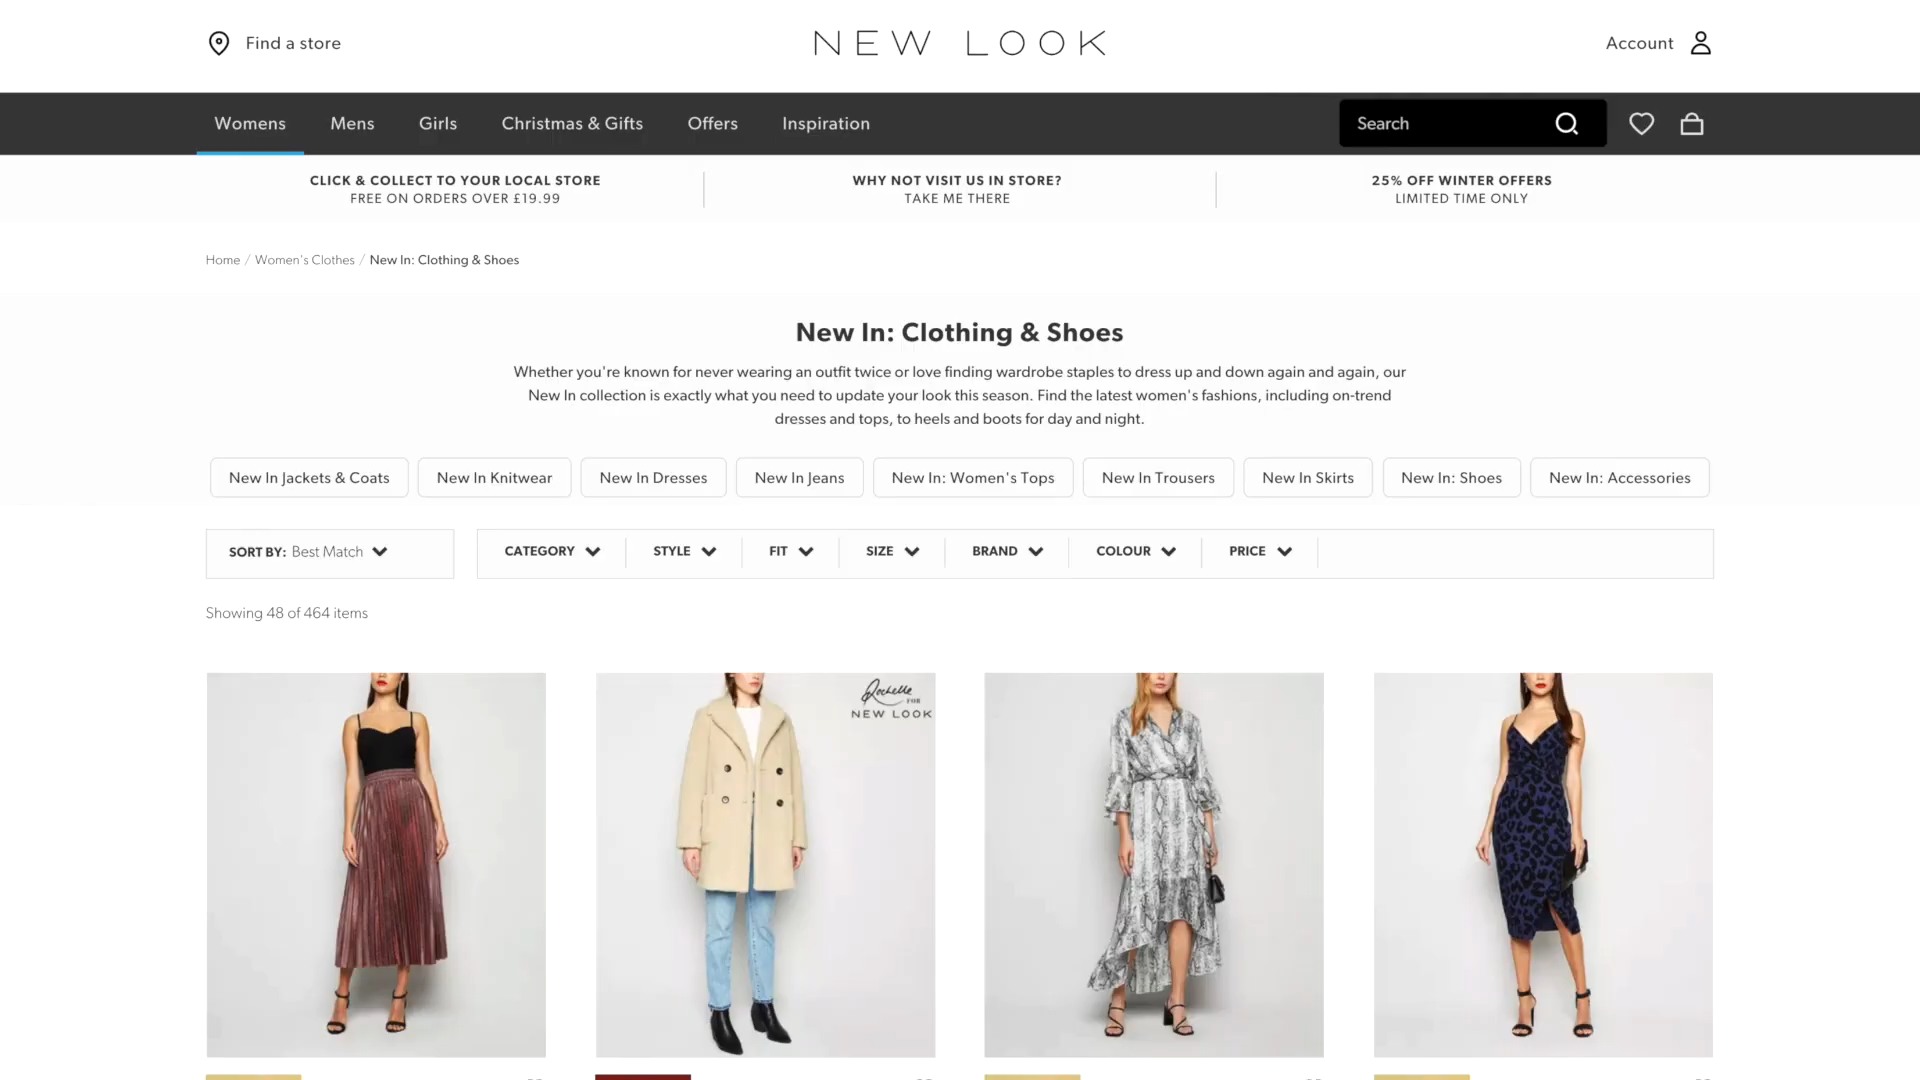 Find a store
NEW LOOK
Account
Womens
Mens
Girls
Christmas & Gifts
Offers
Inspiration
Search
CLICK & COLLECT TO YOUR LOCAL STORE
FREE ON ORDERS OVER £19.99
WHY NOT VISIT US IN STORE?
TAKE ME THERE
25% OFF WINTER OFFERS
LIMITED TIME ONLY
Home / Women's Clothes / New In: Clothing & Shoes
New In: Clothing & Shoes
Whether you're known for never wearing an outfit twice or love finding wardrobe staples to dress up and down again and again, our
New In collection is exactly what you need to update your look this season. Find the latest women's fashions, including on-trend
dresses and tops, to heels and boots for day and night.
New In Jackets & Coats
New In Knitwear
New In Dresses
New In Jeans
New In: Women's Tops
New In Trousers
New In Skirts
New In: Shoes
New In: Accessories
SORT BY: Best Match
CATEGORY
STYLE
FIT
SIZE
BRAND
COLOUR
PRICE
Showing 48 of 464 items
Rochelle
FOR
NEW LOOK